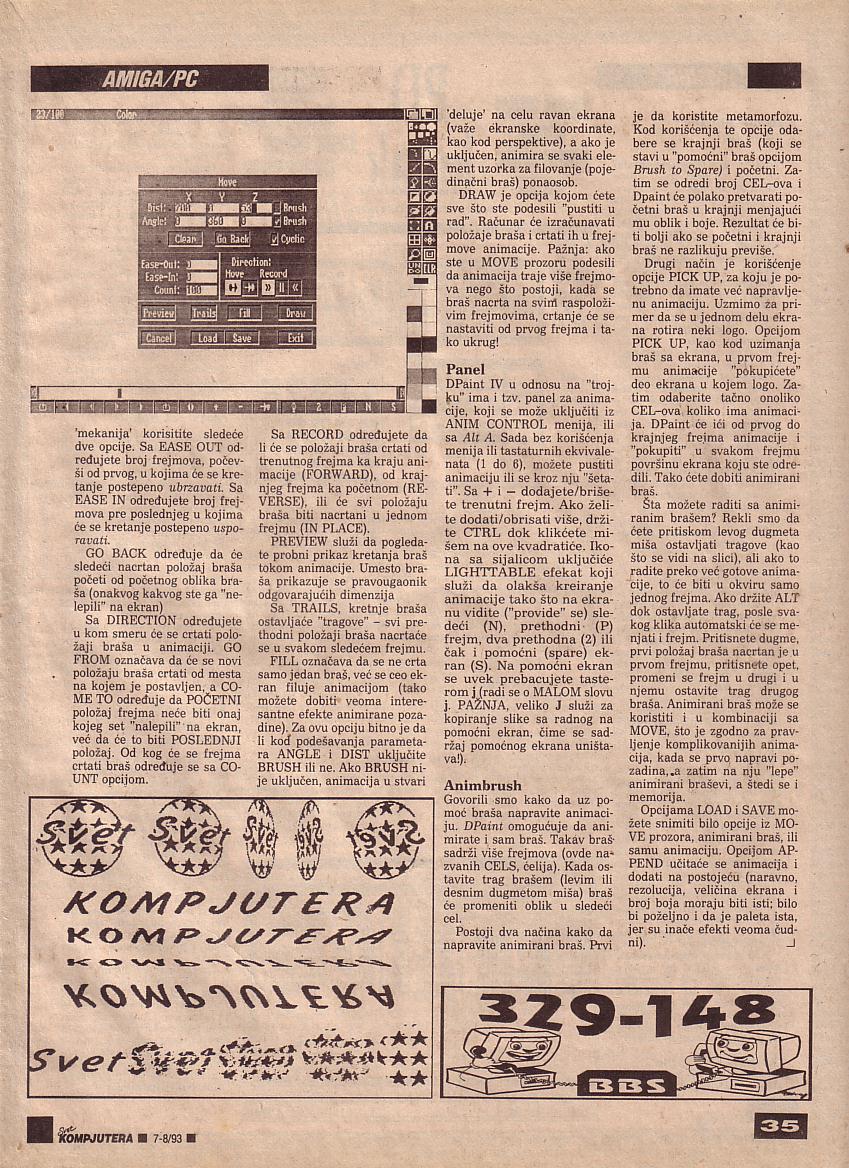 AMIGA/PC
23/100 Color
Move
X Y Z
Dist: Brush
Angle: 0 360 0 Brush
Clear Go Back Cyclic
Ease-Out: Direction:
Ease-In: Move Record
Count: 100
Preview Trails Fill Draw
Cancel Load Save Exit
'mekanija' korisitite sledeće
dve opcije. Sa EASE OUT od-
ređujete broj frejmova, počev-
ši od prvog, u kojima će se kre-
tanje postepeno ubrzavati. Sa
EASE IN određujete broj frej-
mova pre poslednjeg u kojima
će se kretanje postepeno uspo-
ravati.
GO BACK određuje da će
sledeći nacrtan položaj braša
početi od početnog oblika bra-
ša (onakvog kakvog ste ga "ne-
lepili" na ekran)
Sa DIRECTION određujete
u kom smeru će se crtati polo-
žaji braša u animaciji. GO
FROM označava da će se novi
položaju braša crtati od mesta
na kojem je postavljen, a CO-
ME TO određuje da POČETNI
položaj frejma neće biti onaj
kojeg set "nalepili" na ekran,
već da će to biti POSLEDNJI
položaj. Od kog će se frejma
crtati braš određuje se sa CO-
UNT opcijom.
Sa RECORD određujete da
li će se položaji braša crtati od
trenutnog frejma ka kraju ani-
macije (FORWARD), od kraj-
njeg frejma ka početnom (RE-
VERSE), ili će svi položaju
braša biti nacrtani u jednom
frejmu (IN PLACE).
PREVIEW služi da pogleda-
te probni prikaz kretanja braš
tokom animacije. Umesto bra-
ša prikazuje se pravougaonik
odgovarajućih dimenzija
Sa TRAILS, kretnje braša
ostavljaće "tragove" – svi pre-
thodni položaji braša nacrtaće
se u svakom sledećem frejmu.
FILL označava da se ne crta
samo jedan braš, već se ceo ek-
ran filuje animacijom (tako
možete dobiti veoma intere-
santne efekte animirane poza-
dine). Za ovu opciju bitno je da
li kod podešavanja parameta-
ra ANGLE i DIST uključite
BRUSH ili ne. Ako BRUSH ni-
je uključen, animacija u stvari
'deluje' na celu ravan ekrana
(važe ekranske koordinate,
kao kod perspektive), a ako je
uključen, animira se svaki ele-
ment uzorka za filovanje (poje-
dinačni braš) ponaosob.
DRAW je opcija kojom ćete
sve što ste podesili "pustiti u
rad". Računar će izračunavati
položaje braša i crtati ih u frej-
move animacije. Pažnja: ako
ste u MOVE prozoru podesili
da animacija traje više frejmo-
va nego što postoji, kada se
braš nacrta na svim raspoloži-
vim frejmovima, crtanje će se
nastaviti od prvog frejma i ta-
ko ukrug!
Panel
DPaint IV u odnosu na "troj-
ku" ima i tzv. panel za anima-
cije, koji se može uključiti iz
ANIM CONTROL menija, ili
sa Alt A. Sada bez korišćenja
menija ili tastaturnih ekvivale-
nata (1 do 6), možete pustiti
animaciju ili se kroz nju "šeta-
ti". Sa + i — dodajete/briše-
te trenutni frejm. Ako želi-
te dodati/obrisati više, držI-
te CTRL dok klikćete mi-
šem na ove kvadratiće. Iko-
na sa sijalicom uključiće
LIGHTTABLE efekat koji
služi da olakša kreiranje
animacije tako što na ekra-
nu vidite ("provide" se) sle-
deći (N), prethodni (P)
frejm, dva prethodna (2) ili
čak i pomoćni (spare) ek-
ran (S). Na pomoćni ekran
se uvek prebacujete taste-
rom j (radi se o MALOM slovu
j. PAŽNJA, veliko J služi za
kopiranje slike sa radnog na
pomoćni ekran, čime se sad-
ržaj pomoćnog ekrana uništa-
va!).
Animbrush
Govorili smo kako da uz po-
moć braša napravite animaci-
ju. DPaint omogućuje da ani-
mirate i sam braš. Takav braš
sadrži više frejmova (ovde na-
zvanih CELS, ćelija). Kada os-
tavite trag brašem (levim ili
desnim dugmetom miša) braš
će promeniti oblik u sledeći
cel.
Postoji dva načina kako da
napravite animirani braš. Prvi
je da koristite metamorfozu.
Kod korišćenja te opcije oda-
bere se krajnji braš (koji se
stavi u "pomoćni" braš opcijom
Brush to Spare) i početni. Za-
tim se odredi broj CEL–ova i
Dpaint će polako pretvarati po-
četni braš u krajnji menjajući
mu oblik i boje. Rezultat će bi-
ti bolji ako se početni i krajnji
braš ne razlikuju previše.
Drugi način je korišćenje
opcije PICK UP, za koju je po-
trebno da imate već napravlje-
nu animaciju. Uzmimo za pri-
mer da se u jednom delu ekra-
na rotira neki logo. Opcijom
PICK UP, kao kod uzimanja
braš sa ekrana, u prvom frej-
mu animacije "pokupićete"
deo ekrana u kojem logo. Za-
tim odaberite tačno onoliko
CEL–ova koliko ima animaci-
ja. DPaint će ići od prvog do
krajnjeg frejma animacije i
"pokupiti" u svakom frejmu
površinu ekrana koju ste odre-
dili. Tako ćete dobiti animirani
braš.
Šta možete raditi sa animi-
ranim brašem? Rekli smo da
ćete pritiskom levog dugmeta
miša ostavljati tragove (kao
što se vidi na slici), ali ako to
radite preko već gotove anima-
cije, to će biti u okviru samo
jednog frejma. Ako držite ALT
dok ostavljate trag, posle sva-
kog klika automatski će se me-
njati i frejm. Pritisnete dugme,
prvi položaj braša nacrtan je u
prvom frejmu, pritisnete opet,
promeni se frejm u drugi i u
njemu ostavite trag drugog
braša. Animirani braš može se
koristiti i u kombinaciji sa
MOVE, što je zgodno za prav-
ljenje komplikovanijih anima-
cija, kada se prvo napravi po-
zadina, a zatim na nju "lepe"
animirani braševi, a štedi se i
memorija.
Opcijama LOAD i SAVE mo-
žete snimiti bilo opcije iz MO-
VE prozora, animirani braš, ili
samu animaciju. Opcijom AP-
PEND učitaće se animacija i
dodati na postojeću (naravno,
rezolucija, veličina ekrana i
broj boja moraju biti isti; bilo
bi poželjno i da je paleta ista,
jer su inače efekti veoma čud-
ni).
Svet Svet Svet Svet Svet
KOMPJUTERA
KOMPJUTERA
KOMPJUTERA
KOMPJUTERA
Svet Svet Svet
329-148
BBS
Svet
KOMPJUTERA 7-8/93
35